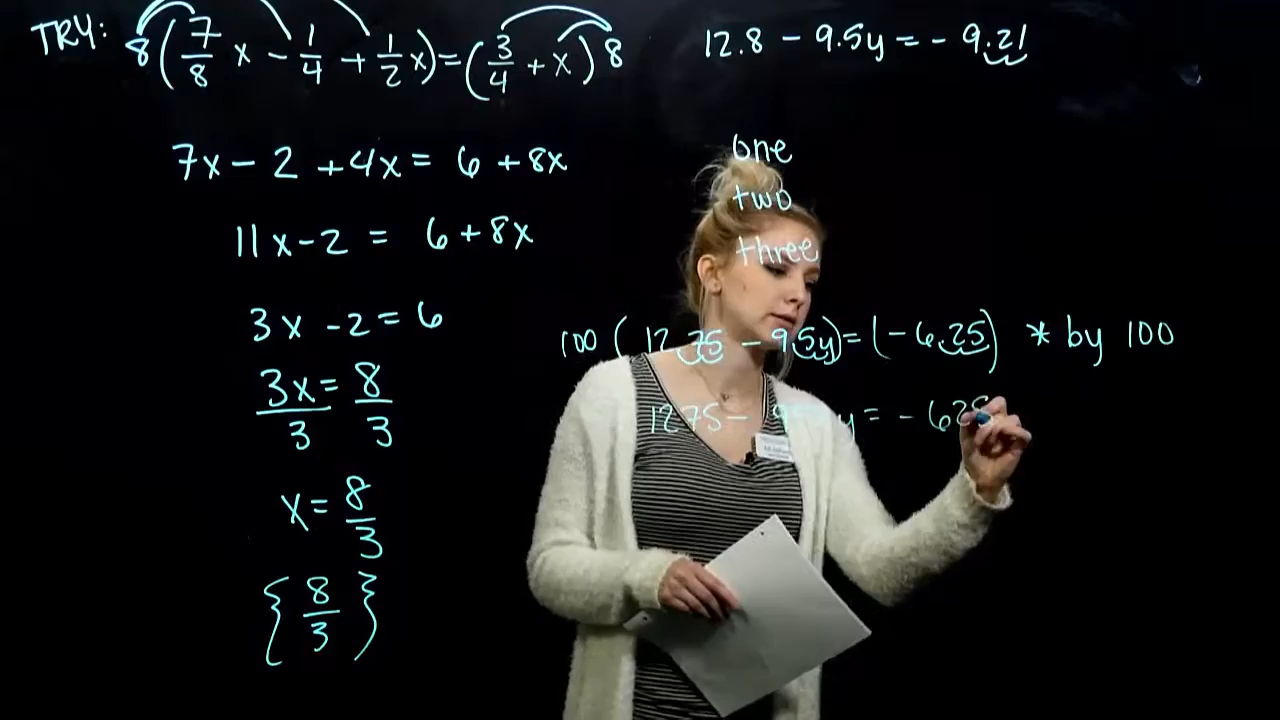 TRY: 8(7/8 x - 1/4 + 1/2 x) = (3/4 + x)8
7x - 2 + 4x = 6 + 8x
11x - 2 = 6 + 8x
3x - 2 = 6
3x/3 = 8/3
x = 8/3
{8/3}
12.8 - 9.5y = -9.21
one
two
three
100 (12.75 - 9.5y) = (-6.25) * by 100
1275 - y = - 625